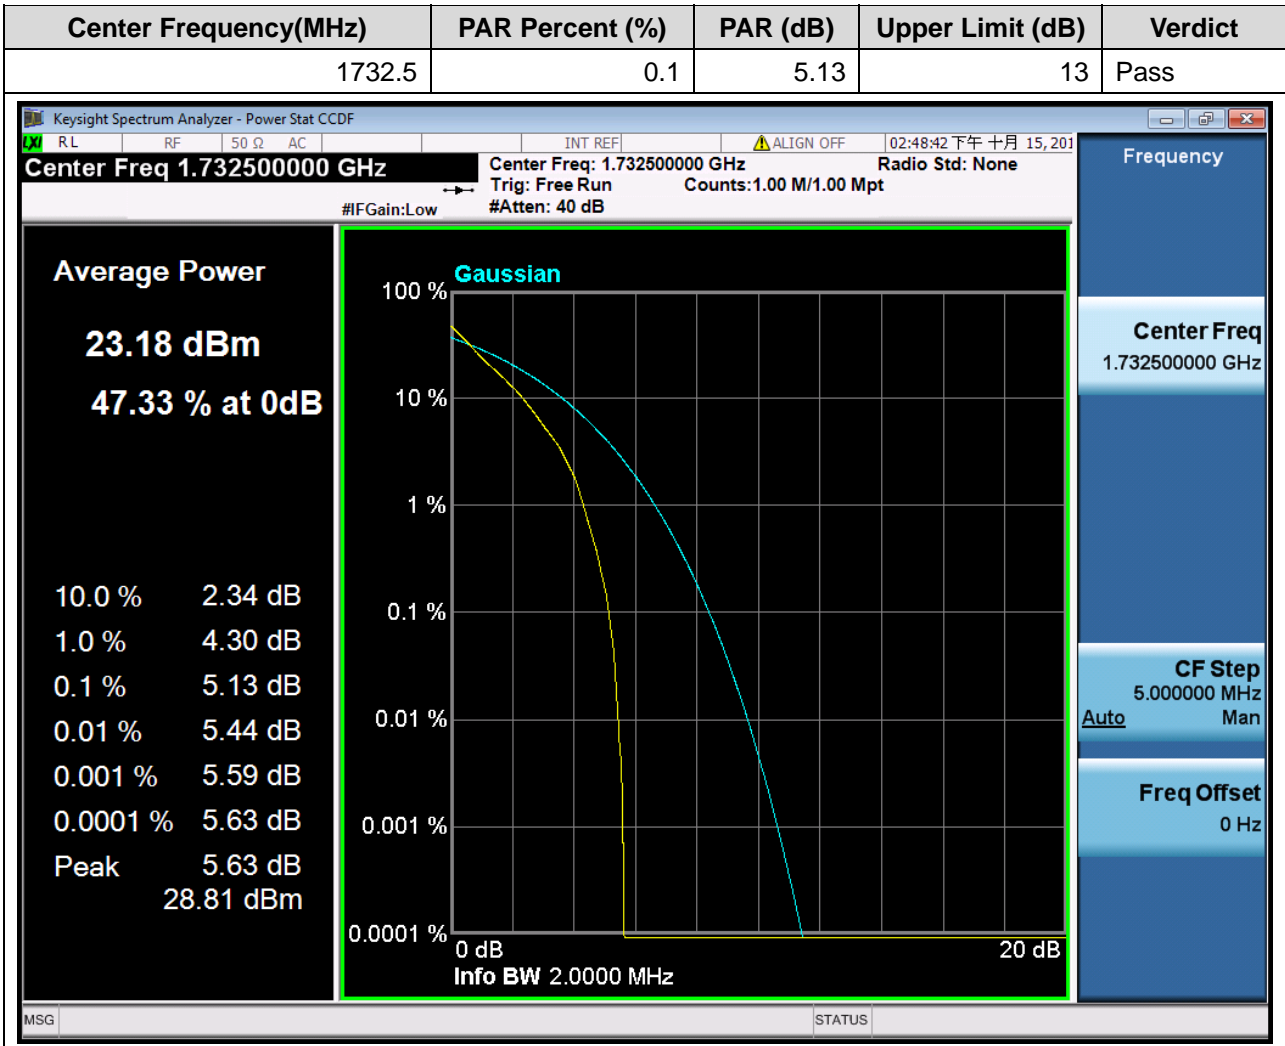 Center Frequency(MHz) PAR Percent (%) PAR (dB) Upper Limit (dB) Verdict
1732.5 0.1 5.13 13 Pass
Keysight Spectrum Analyzer - Power Stat CCDF
LXI RL RF 50 Ω AC INT REF ALIGN OFF 02:48:42 下午 十月 15, 201
Center Freq 1.732500000 GHz
Center Freq: 1.732500000 GHz Radio Std: None
Trig: Free Run Counts:1.00 M/1.00 Mpt
#IFGain:Low #Atten: 40 dB
Average Power
23.18 dBm
47.33 % at 0dB
10.0 % 2.34 dB
1.0 % 4.30 dB
0.1 % 5.13 dB
0.01 % 5.44 dB
0.001 % 5.59 dB
0.0001 % 5.63 dB
Peak 5.63 dB
28.81 dBm
Gaussian
100 %
10 %
1 %
0.1 %
0.01 %
0.001 %
0.0001 %
0 dB 20 dB
Info BW 2.0000 MHz
Frequency
Center Freq
1.732500000 GHz
CF Step
5.000000 MHz
Auto Man
Freq Offset
0 Hz
MSG STATUS